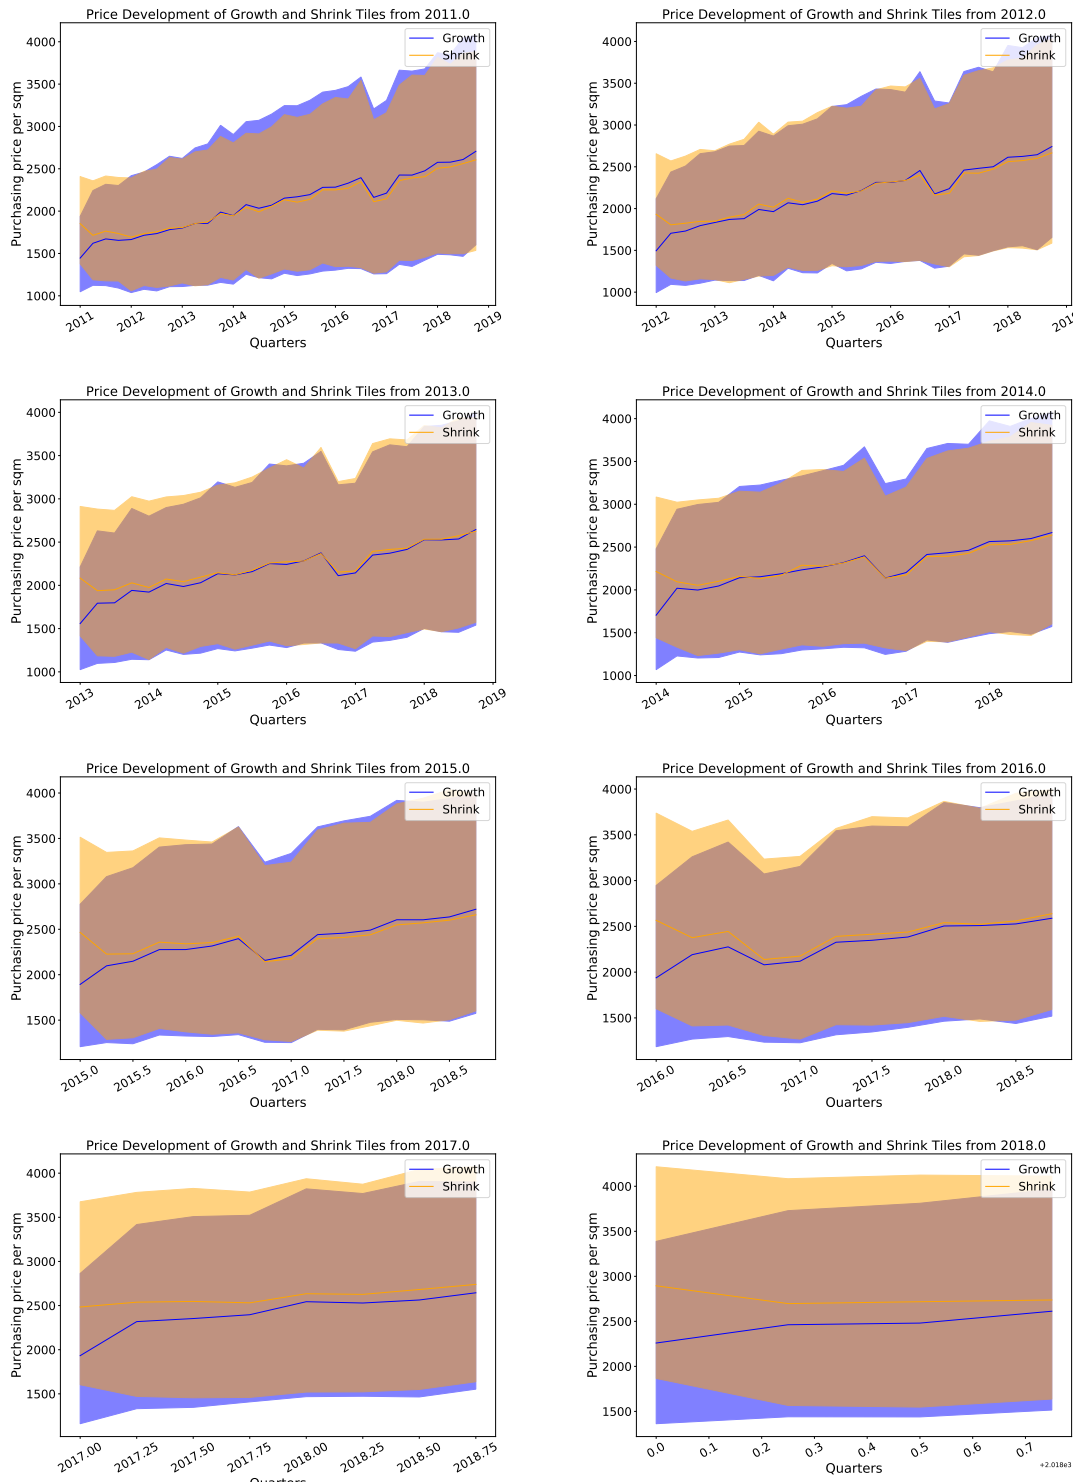 Price Development of Growth and Shrink Tiles from 2011.0
Growth
Shrink
Purchasing price per sqm
4000
3500
3000
2500
2000
1500
1000
2011 2012 2013 2014 2015 2016 2017 2018 2019
Quarters
Price Development of Growth and Shrink Tiles from 2012.0
Growth
Shrink
Purchasing price per sqm
4000
3500
3000
2500
2000
1500
1000
2012 2013 2014 2015 2016 2017 2018 201
Quarters
Price Development of Growth and Shrink Tiles from 2013.0
Growth
Shrink
Purchasing price per sqm
4000
3500
3000
2500
2000
1500
1000
2013 2014 2015 2016 2017 2018 2019
Quarters
Price Development of Growth and Shrink Tiles from 2014.0
Growth
Shrink
Purchasing price per sqm
4000
3500
3000
2500
2000
1500
1000
2014 2015 2016 2017 2018
Quarters
Price Development of Growth and Shrink Tiles from 2015.0
Growth
Shrink
Purchasing price per sqm
4000
3500
3000
2500
2000
1500
2015.0 2015.5 2016.0 2016.5 2017.0 2017.5 2018.0 2018.5
Quarters
Price Development of Growth and Shrink Tiles from 2016.0
Growth
Shrink
Purchasing price per sqm
4000
3500
3000
2500
2000
1500
2016.0 2016.5 2017.0 2017.5 2018.0 2018.5
Quarters
Price Development of Growth and Shrink Tiles from 2017.0
Growth
Shrink
Purchasing price per sqm
4000
3500
3000
2500
2000
1500
2017.00 2017.25 2017.50 2017.75 2018.00 2018.25 2018.50 2018.75
Quarters
Price Development of Growth and Shrink Tiles from 2018.0
Growth
Shrink
Purchasing price per sqm
4000
3500
3000
2500
2000
1500
0.0 0.1 0.2 0.3 0.4 0.5 0.6 0.7
Quarters
+2.018e3